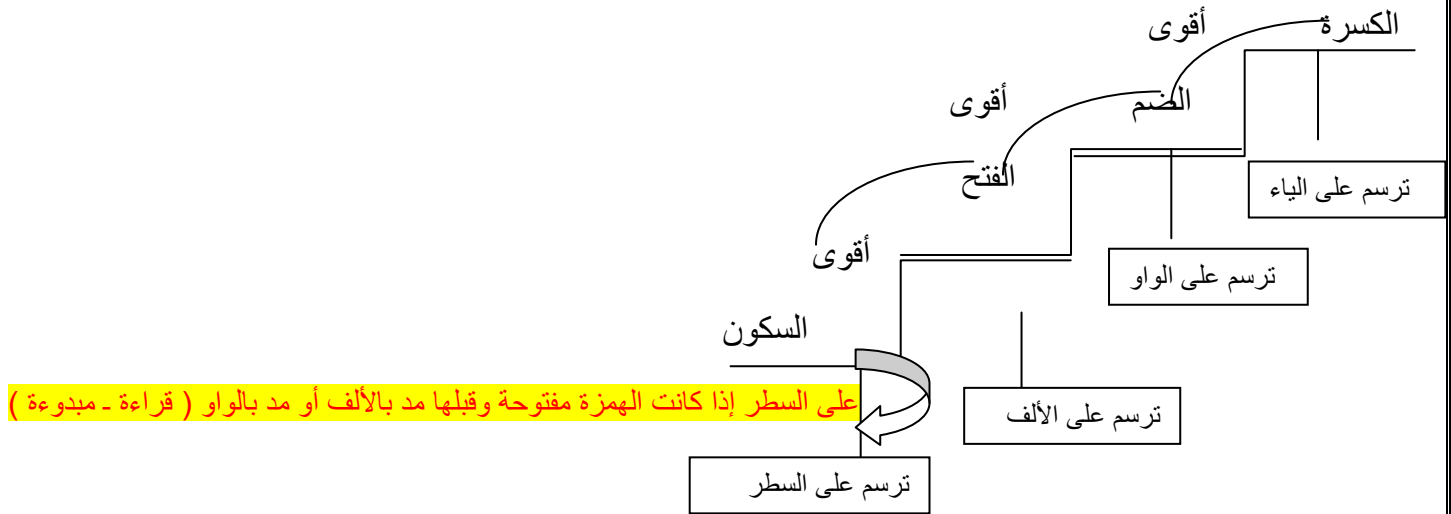 الكسرة أقوى
الضم أقوى
ترسم على الياء
الفتح
أقوى
ترسم على الواو
السكون
على السطر إذا كانت الهمزة مفتوحة وقبلها مد بالألف أو مد بالواو ( قراءة ـ مبدوءة )
ترسم على الألف
ترسم على السطر